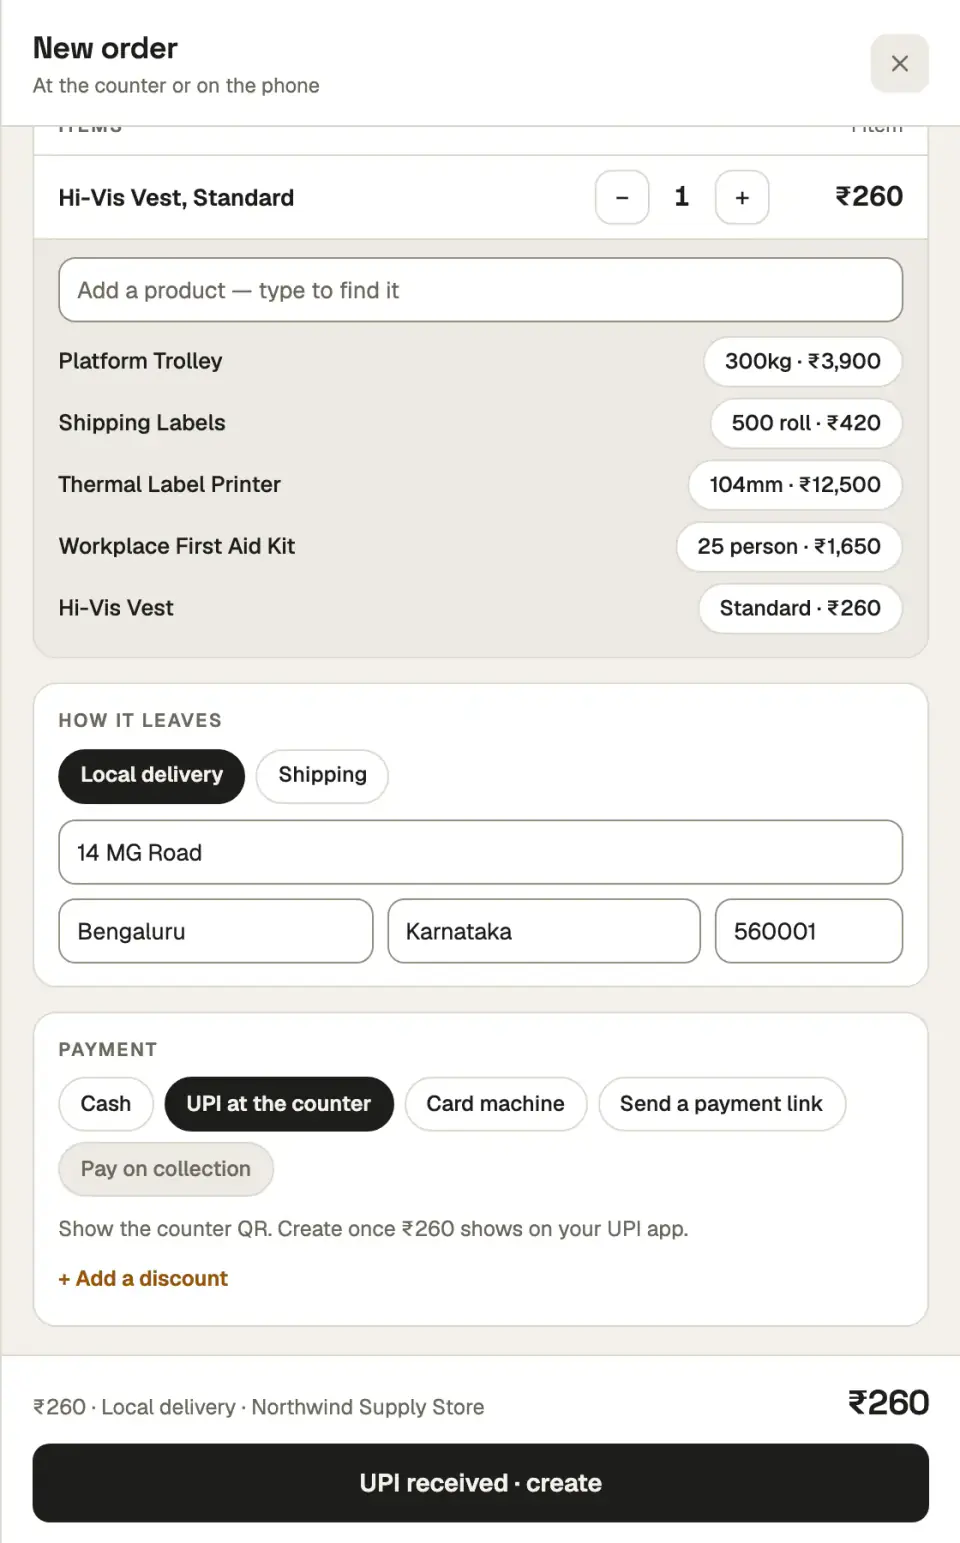 New order
At the counter or on the phone
ITEMS 1 item
Hi-Vis Vest, Standard − 1 + ₹260
Add a product — type to find it
Platform Trolley 300kg · ₹3,900
Shipping Labels 500 roll · ₹420
Thermal Label Printer 104mm · ₹12,500
Workplace First Aid Kit 25 person · ₹1,650
Hi-Vis Vest Standard · ₹260
HOW IT LEAVES
Local delivery Shipping
14 MG Road
Bengaluru Karnataka 560001
PAYMENT
Cash UPI at the counter Card machine Send a payment link
Pay on collection
Show the counter QR. Create once ₹260 shows on your UPI app.
+ Add a discount
₹260 · Local delivery · Northwind Supply Store ₹260
UPI received · create